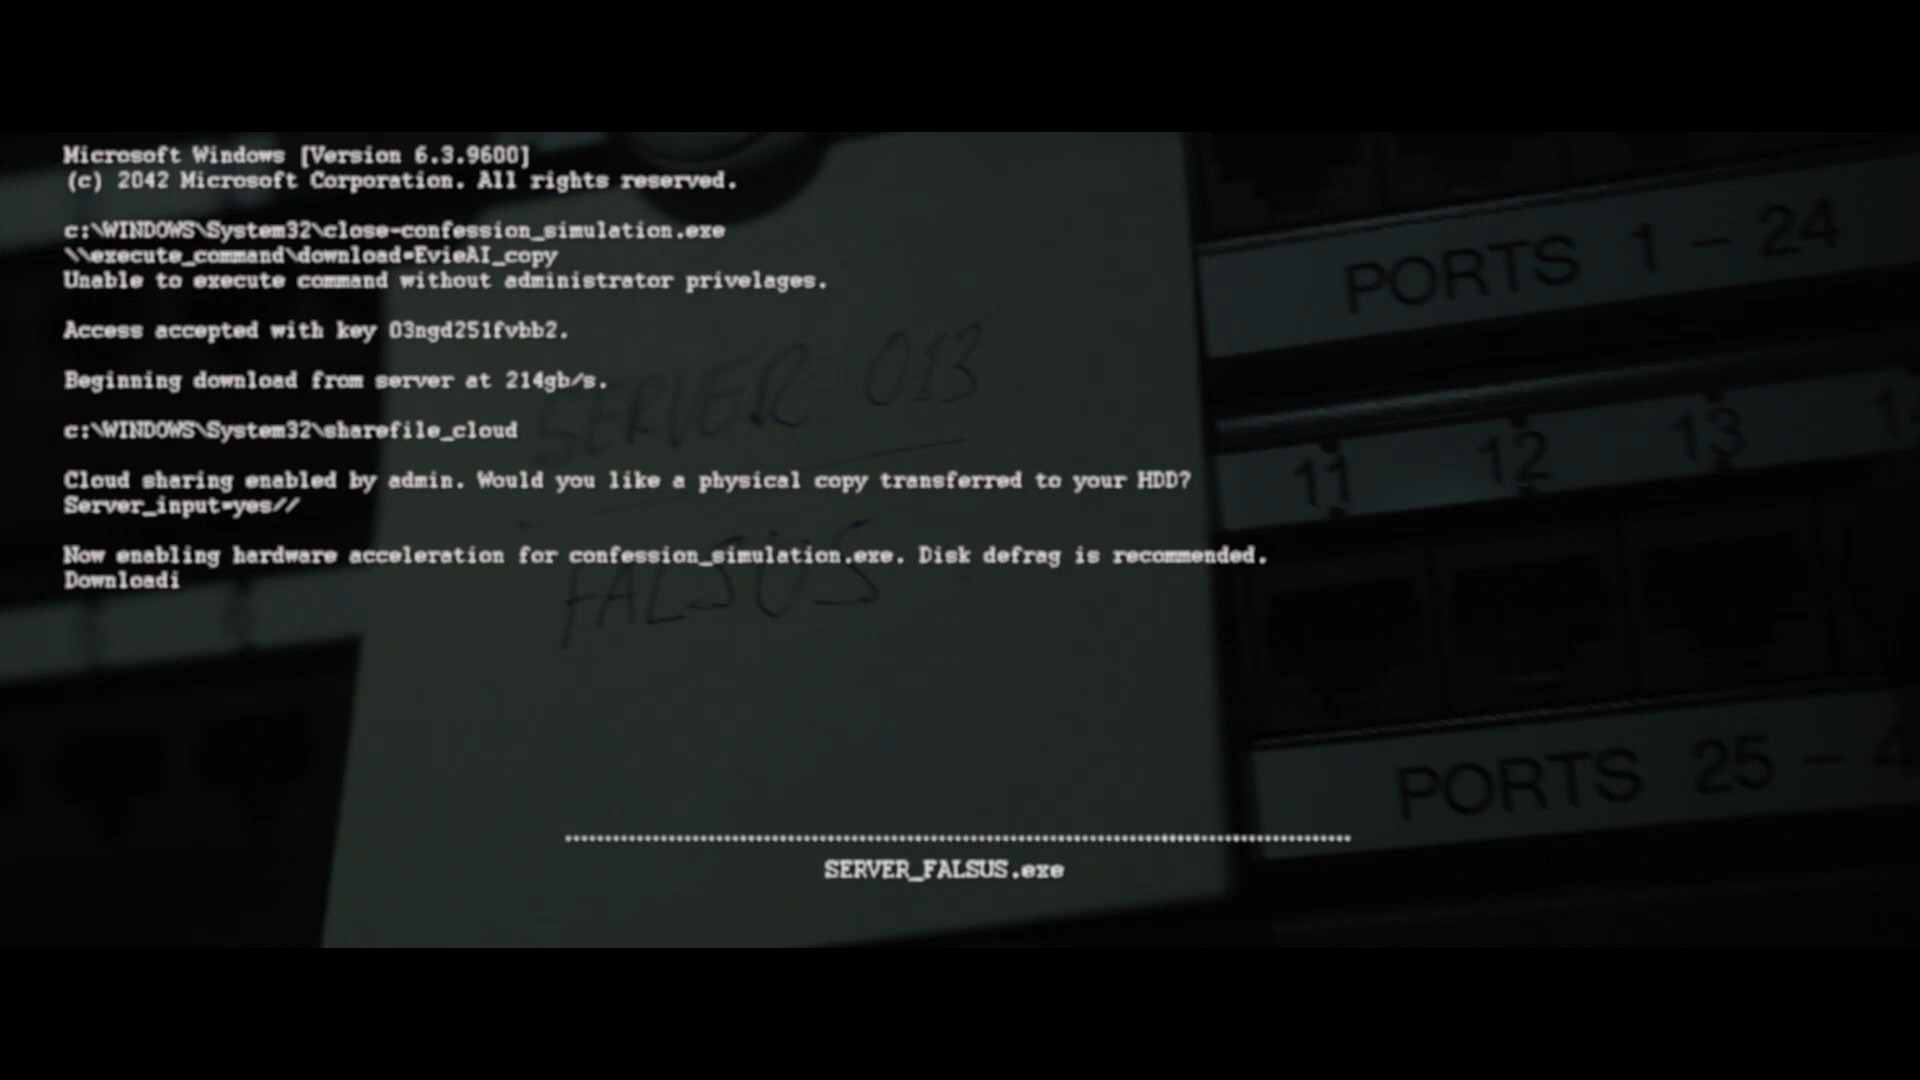 Microsoft Windows [Version 6.3.9600]
(c) 2042 Microsoft Corporation. All rights reserved.
c:\WINDOWS\System32\close-confession_simulation.exe
\\execute_command\download=EvieAI_copy
Unable to execute command without administrator privelages.
Access accepted with key 03ngd251fvbb2.
Beginning download from server at 214gb/s.
c:\WINDOWS\System32\sharefile_cloud
Cloud sharing enabled by admin. Would you like a physical copy transferred to your HDD?
Server_input=yes//
Now enabling hardware acceleration for confession_simulation.exe. Disk defrag is recommended.
Downloadi
SERVER 013
FALSUS
PORTS 1 - 24
11 12 13
PORTS 25 - 4
SERVER_FALSUS.exe